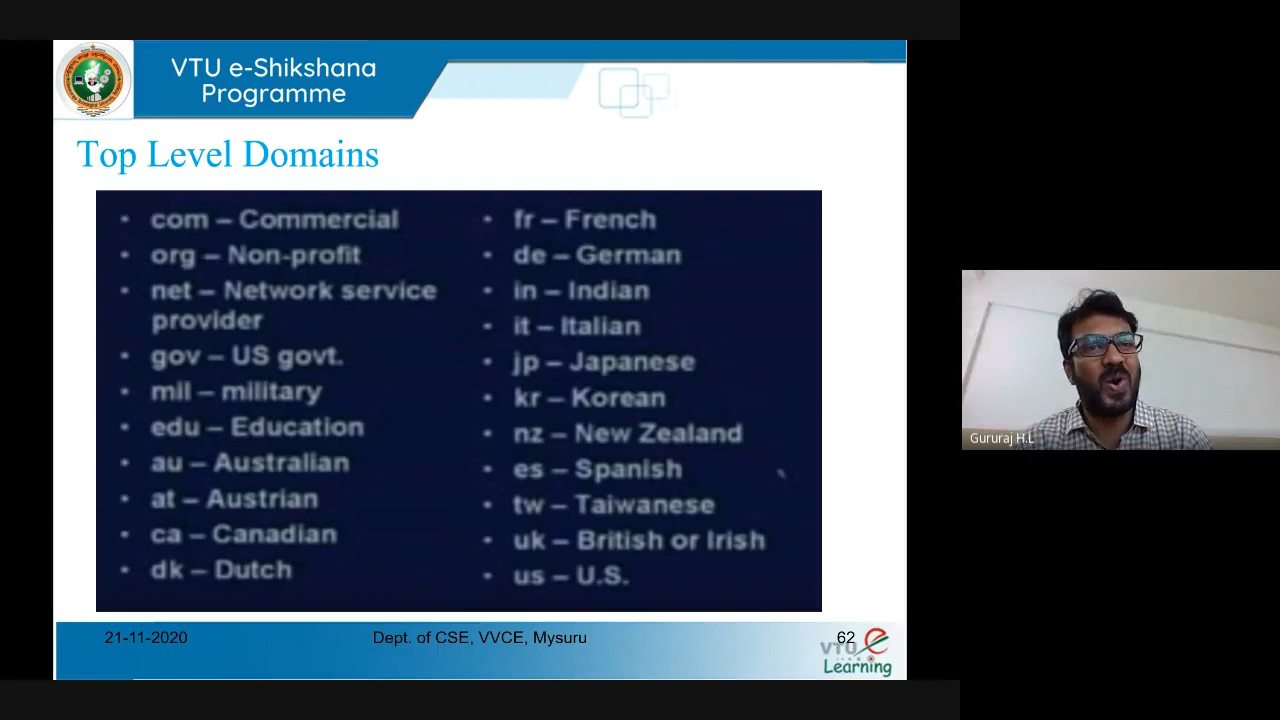 VTU e-Shikshana
Programme
Top Level Domains
• com – Commercial
• org – Non-profit
• net – Network service
provider
• gov – US govt.
• mil – military
• edu – Education
• au – Australian
• at – Austrian
• ca – Canadian
• dk – Dutch
• fr – French
• de – German
• in – Indian
• it – Italian
• jp – Japanese
• kr – Korean
• nz – New Zealand
• es – Spanish
• tw – Taiwanese
• uk – British or Irish
• us – U.S.
21-11-2020
Dept. of CSE, VVCE, Mysuru
62
VTU e
Learning
Gururaj H.L